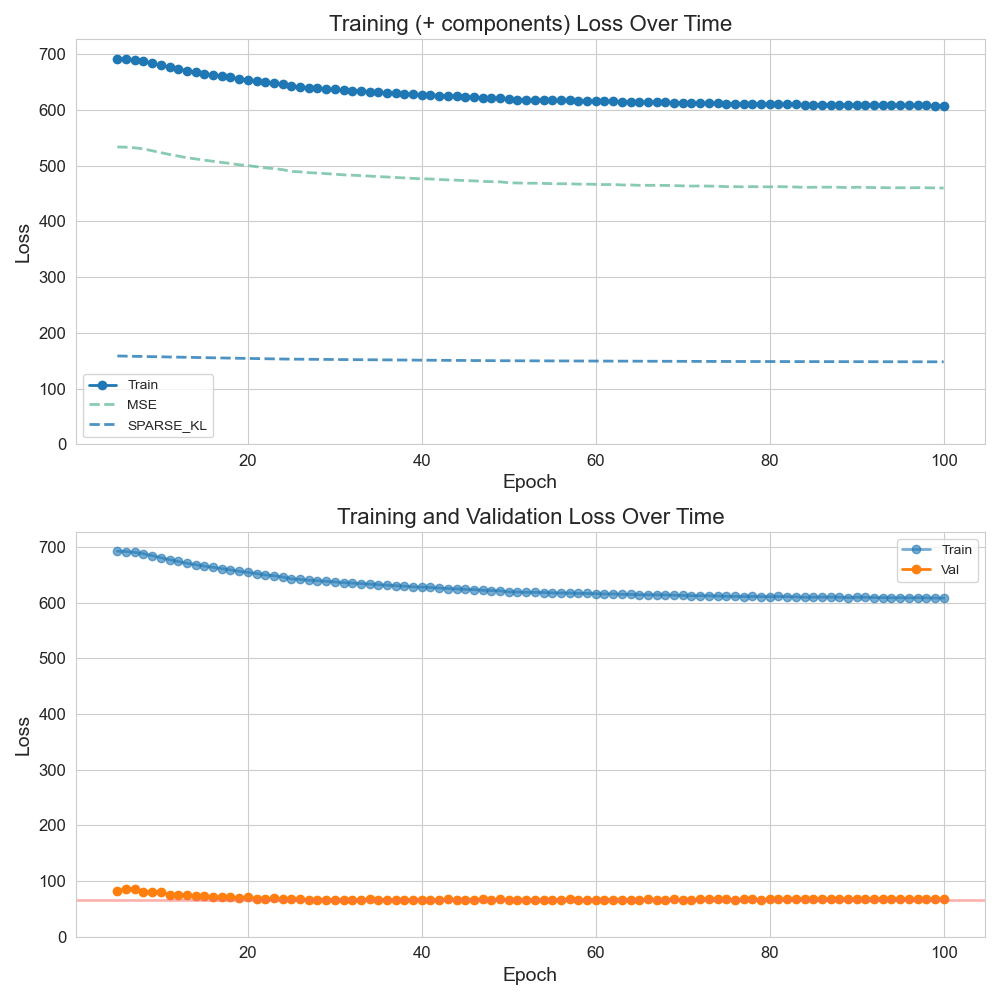 Training (+ components) Loss Over Time
700
600
500
400
300
200
100
0
Loss
Train
MSE
SPARSE_KL
20
40
60
80
100
Epoch
Training and Validation Loss Over Time
700
600
500
400
300
200
100
0
Loss
Train
Val
20
40
60
80
100
Epoch